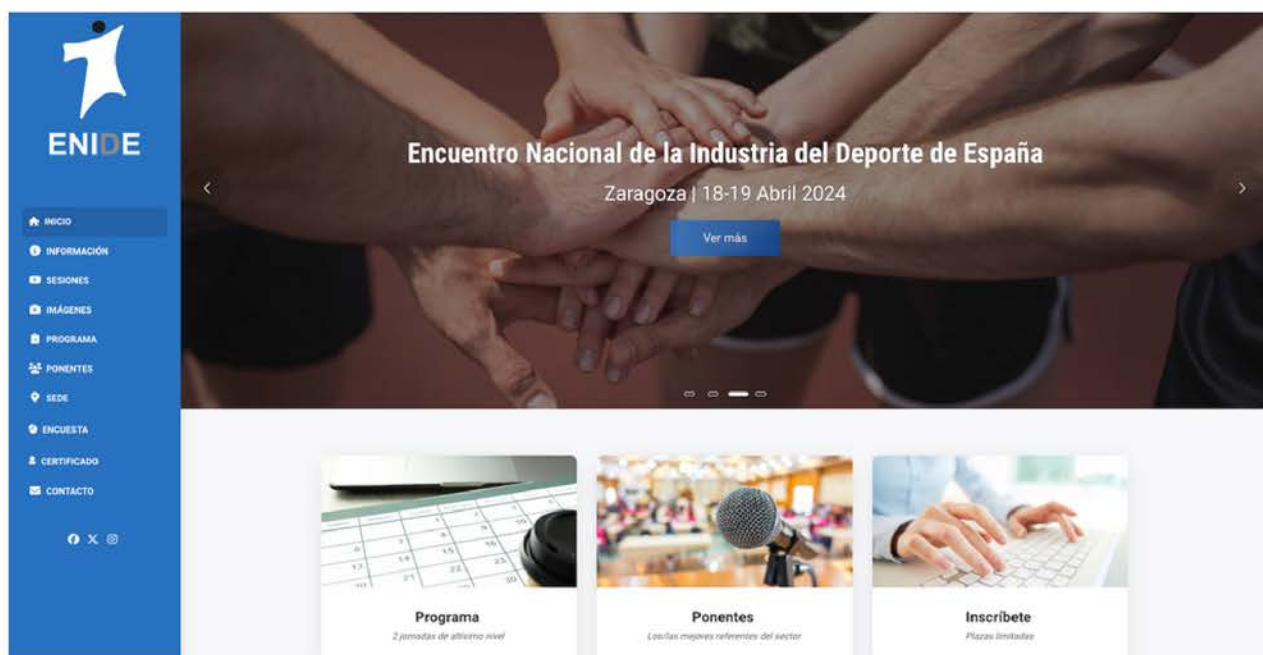 ENIDE
INICIO
INFORMACIÓN
SESIONES
IMÁGENES
PROGRAMA
PONENTES
SEDE
ENCUESTA
CERTIFICADO
CONTACTO
Encuentro Nacional de la Industria del Deporte de España
Zaragoza | 18-19 Abril 2024
Ver más
Programa
2 jornadas de altísimo nivel
Ponentes
Los/las mejores referentes del sector
Inscríbete
Plazas limitadas